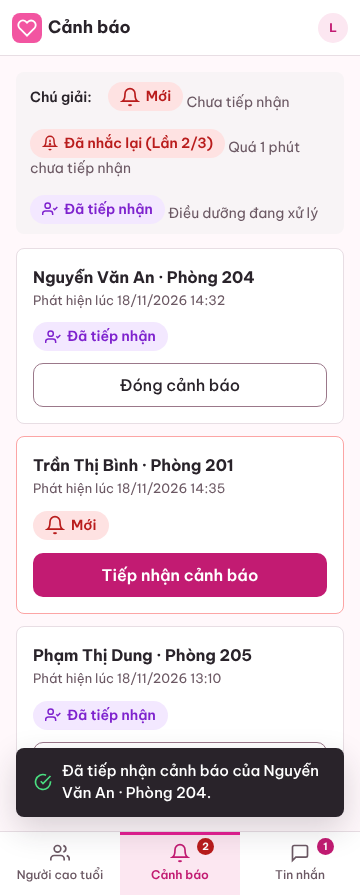 Cảnh báo
L
Chú giải:
Mới
Chưa tiếp nhận
Đã nhắc lại (Lần 2/3)
Quá 1 phút
chưa tiếp nhận
Đã tiếp nhận
Điều dưỡng đang xử lý
Nguyễn Văn An · Phòng 204
Phát hiện lúc 18/11/2026 14:32
Đã tiếp nhận
Đóng cảnh báo
Trần Thị Bình · Phòng 201
Phát hiện lúc 18/11/2026 14:35
Mới
Tiếp nhận cảnh báo
Phạm Thị Dung · Phòng 205
Phát hiện lúc 18/11/2026 13:10
Đã tiếp nhận
Đã tiếp nhận cảnh báo của Nguyễn
Văn An · Phòng 204.
Người cao tuổi
2
Cảnh báo
1
Tin nhắn